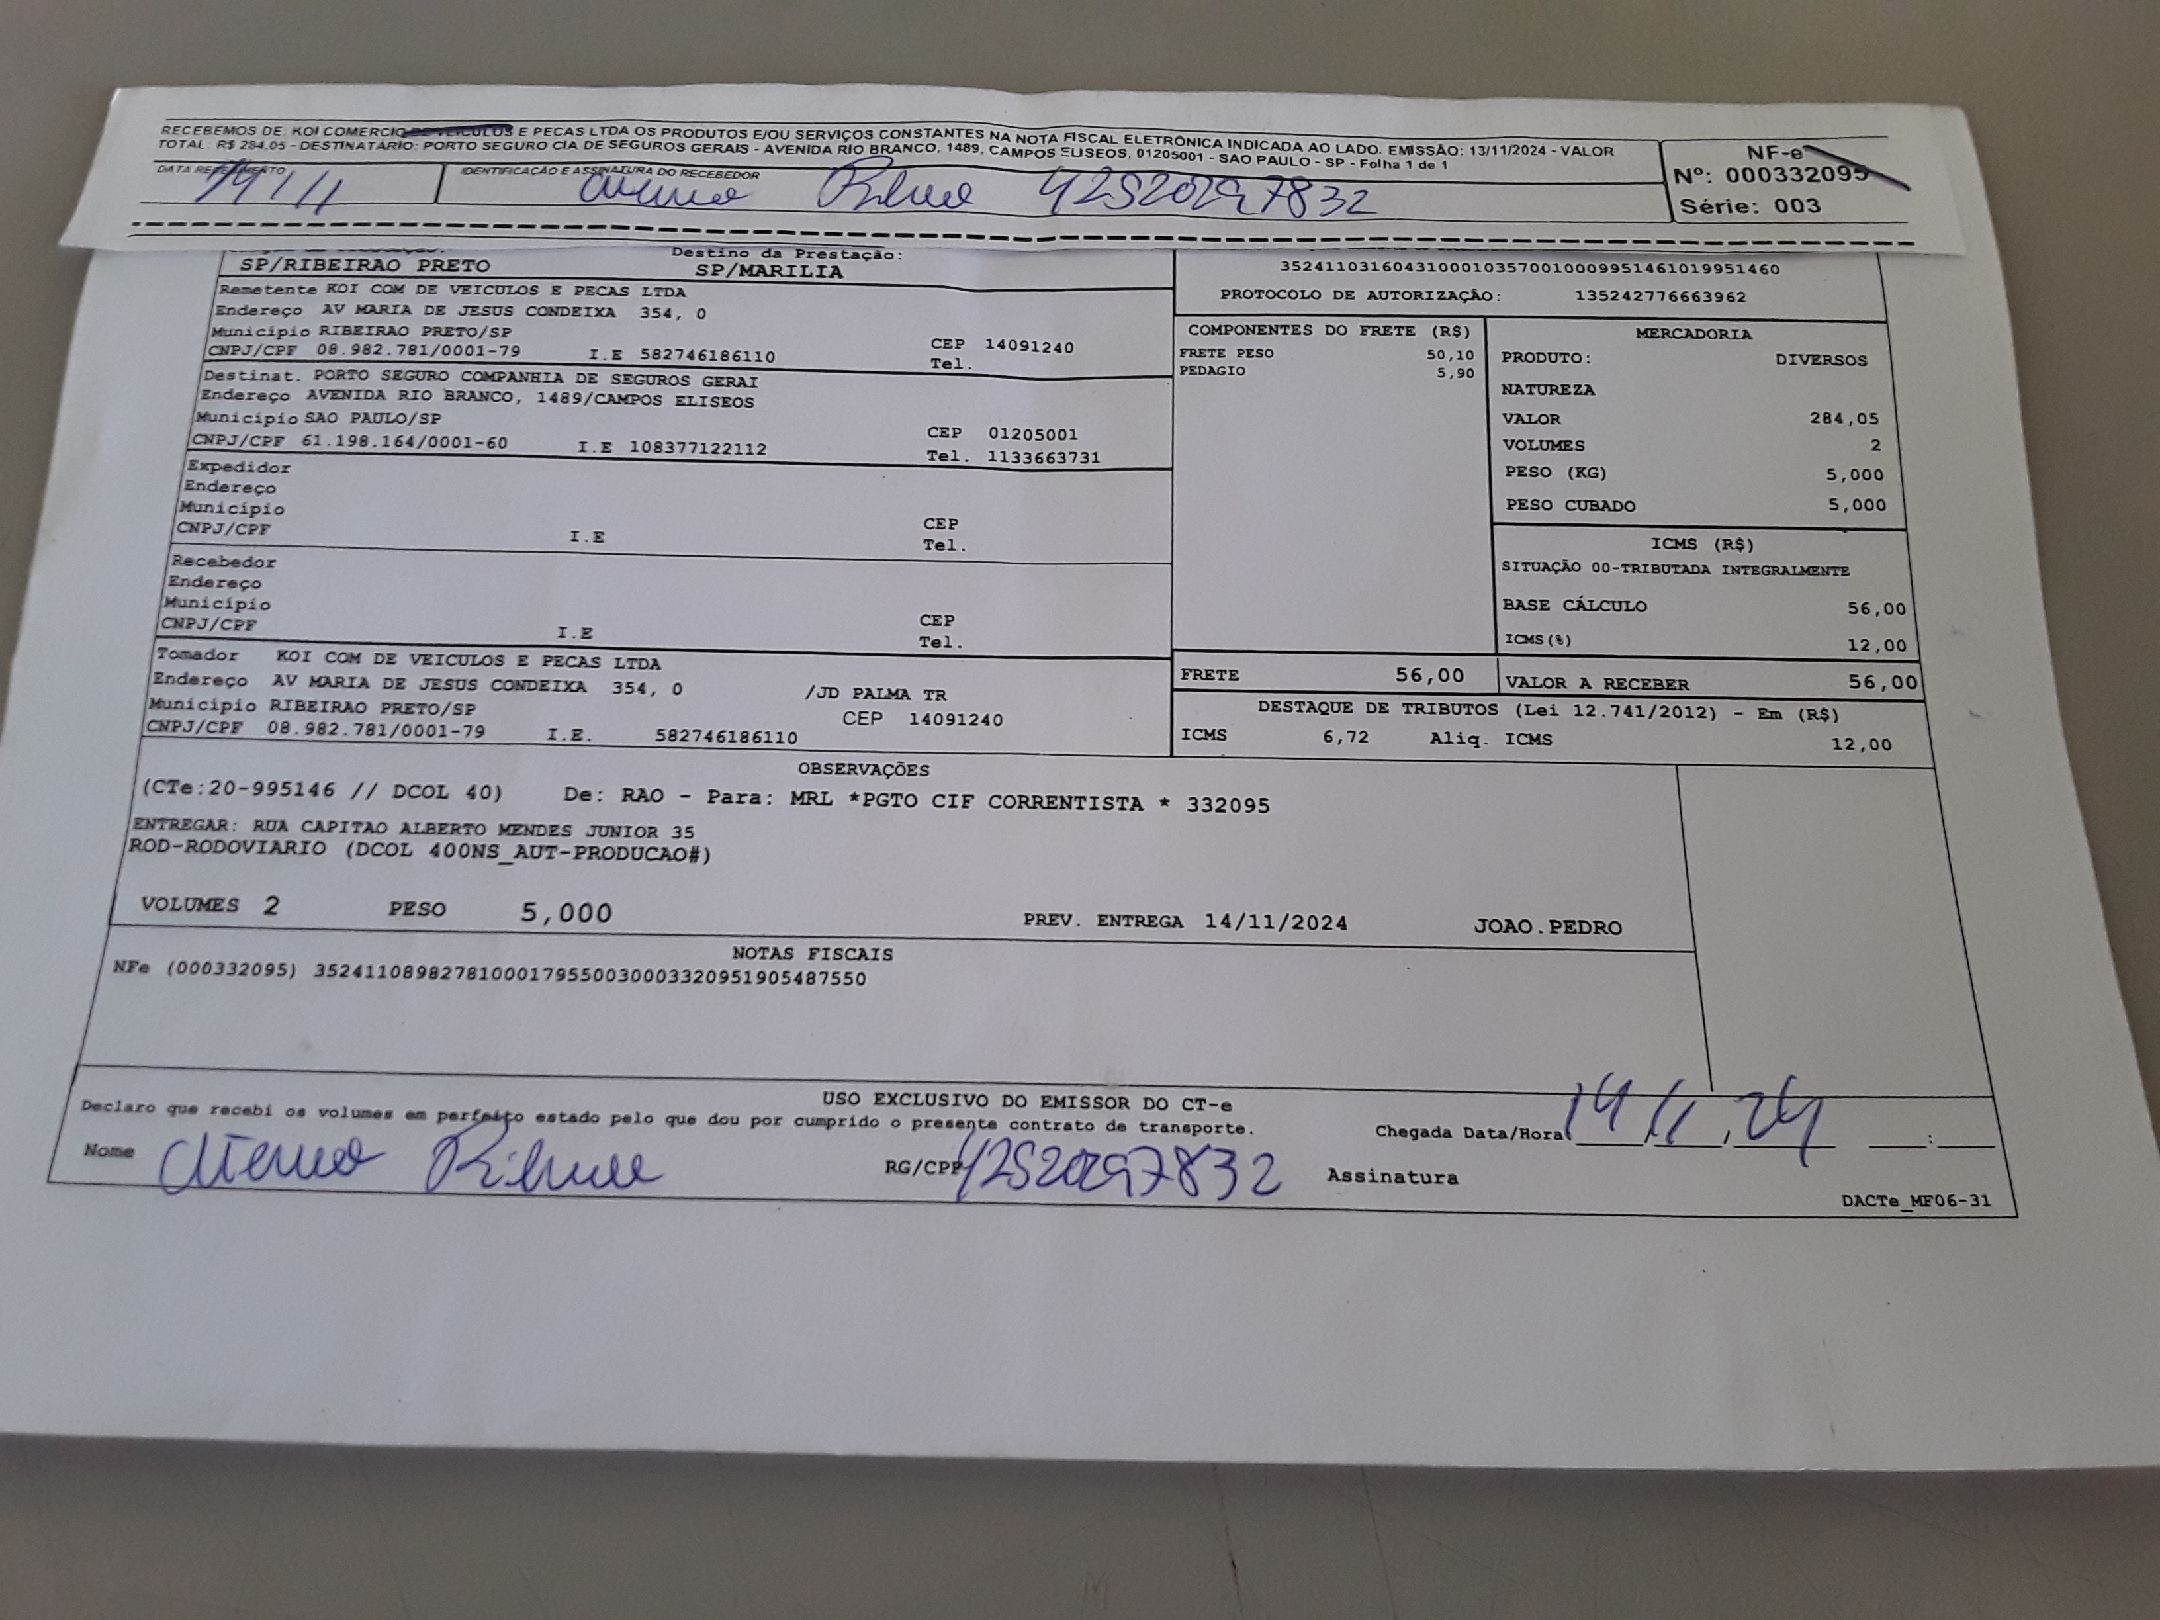 RECEBEMOS DE: KOI COMERCIO DE VEICULOS E PECAS LTDA OS PRODUTOS E/OU SERVIÇOS CONSTANTES NA NOTA FISCAL ELETRÔNICA INDICADA AO LADO. EMISSÃO: 13/11/2024 - VALOR
TOTAL: R$ 284,05 - DESTINATÁRIO: PORTO SEGURO CIA DE SEGUROS GERAIS - AVENIDA RIO BRANCO, 1489, CAMPOS ELISEOS, 01205001 - SAO PAULO - SP - Folha 1 de 1
NF-e
Nº: 000332095
Série: 003
DATA RECEBIMENTO
14/11
IDENTIFICAÇÃO E ASSINATURA DO RECEBEDOR
42520297832
Destino da Prestação:
SP/RIBEIRAO PRETO SP/MARILIA
35241103160431000103570010009951461019951460
PROTOCOLO DE AUTORIZAÇÃO: 135242776663962
Remetente KOI COM DE VEICULOS E PECAS LTDA
Endereço AV MARIA DE JESUS CONDEIXA 354, 0
Município RIBEIRAO PRETO/SP CEP 14091240
CNPJ/CPF 08.982.781/0001-79 I.E 582746186110 Tel.
Destinat. PORTO SEGURO COMPANHIA DE SEGUROS GERAI
Endereço AVENIDA RIO BRANCO, 1489/CAMPOS ELISEOS
Município SAO PAULO/SP CEP 01205001
CNPJ/CPF 61.198.164/0001-60 I.E 108377122112 Tel. 1133663731
Expedidor
Endereço
Município CEP
CNPJ/CPF I.E Tel.
Recebedor
Endereço
Município CEP
CNPJ/CPF I.E Tel.
Tomador KOI COM DE VEICULOS E PECAS LTDA
Endereço AV MARIA DE JESUS CONDEIXA 354, 0 /JD PALMA TR
Município RIBEIRAO PRETO/SP CEP 14091240
CNPJ/CPF 08.982.781/0001-79 I.E. 582746186110
COMPONENTES DO FRETE (R$)
FRETE PESO 50,10
PEDAGIO 5,90
MERCADORIA
PRODUTO: DIVERSOS
NATUREZA
VALOR 284,05
VOLUMES 2
PESO (KG) 5,000
PESO CUBADO 5,000
ICMS (R$)
SITUAÇÃO 00-TRIBUTADA INTEGRALMENTE
BASE CÁLCULO 56,00
ICMS(%) 12,00
FRETE 56,00 VALOR A RECEBER 56,00
DESTAQUE DE TRIBUTOS (Lei 12.741/2012) - Em (R$)
ICMS 6,72 Aliq. ICMS 12,00
OBSERVAÇÕES
(CTe:20-995146 // DCOL 40) De: RAO - Para: MRL *PGTO CIF CORRENTISTA * 332095
ENTREGAR: RUA CAPITAO ALBERTO MENDES JUNIOR 35
ROD-RODOVIARIO (DCOL 400NS_AUT-PRODUCAO#)
VOLUMES 2 PESO 5,000 PREV. ENTREGA 14/11/2024 JOAO.PEDRO
NOTAS FISCAIS
NFe (000332095) 35241108982781000179550030003320951905487550
USO EXCLUSIVO DO EMISSOR DO CT-e
Declaro que recebi os volumes em perfeito estado pelo que dou por cumprido o presente contrato de transporte.
Chegada Data/Hora 14/11/24 :
Nome RG/CPF 42520297832 Assinatura
DACTe_MF06-31